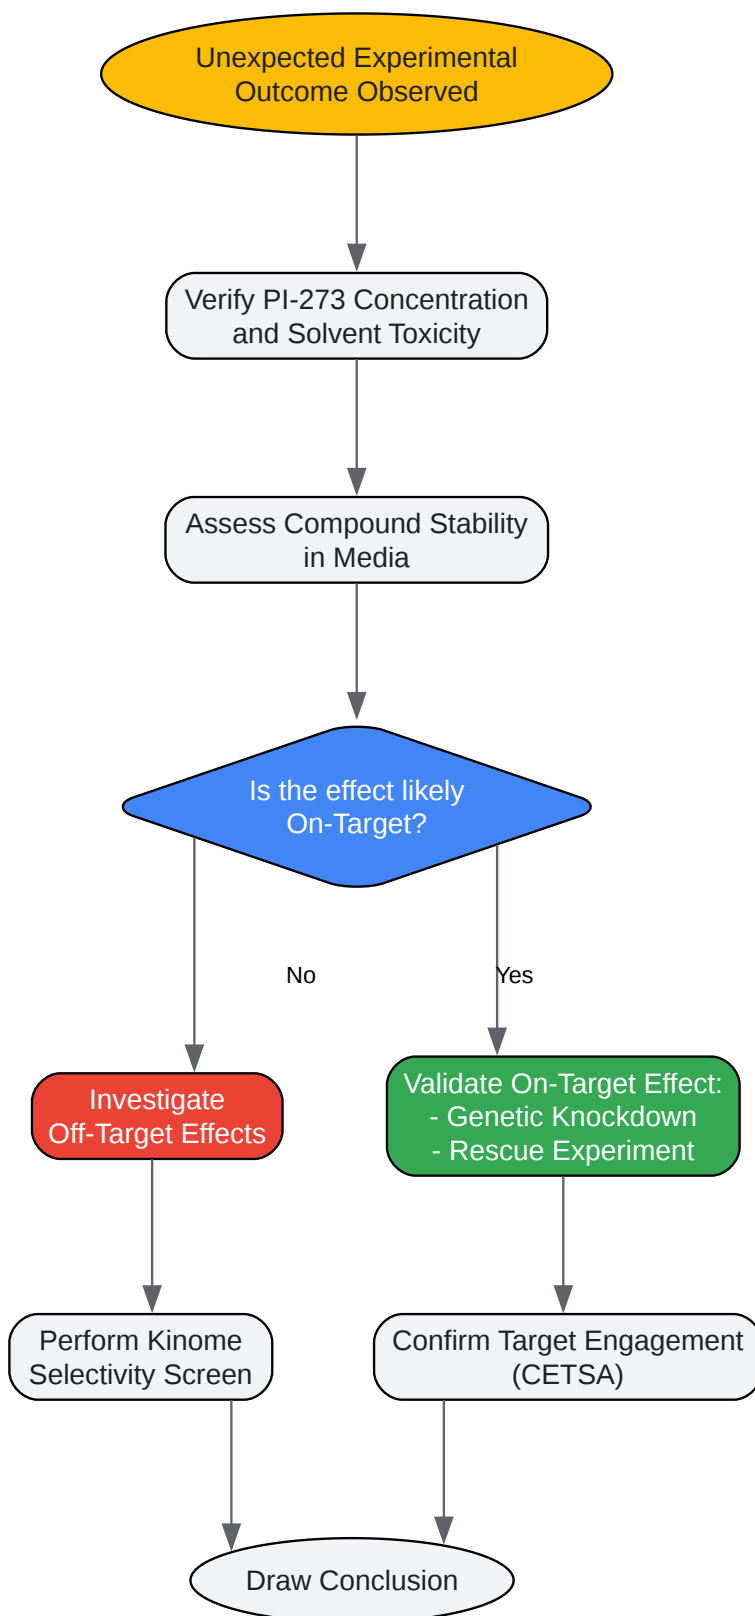 Unexpected Experimental
Outcome Observed
Verify PI-273 Concentration
and Solvent Toxicity
Assess Compound Stability
in Media
Is the effect likely
On-Target?
No
Yes
Investigate
Off-Target Effects
Validate On-Target Effect:
- Genetic Knockdown
- Rescue Experiment
Perform Kinome
Selectivity Screen
Confirm Target Engagement
(CETSA)
Draw Conclusion